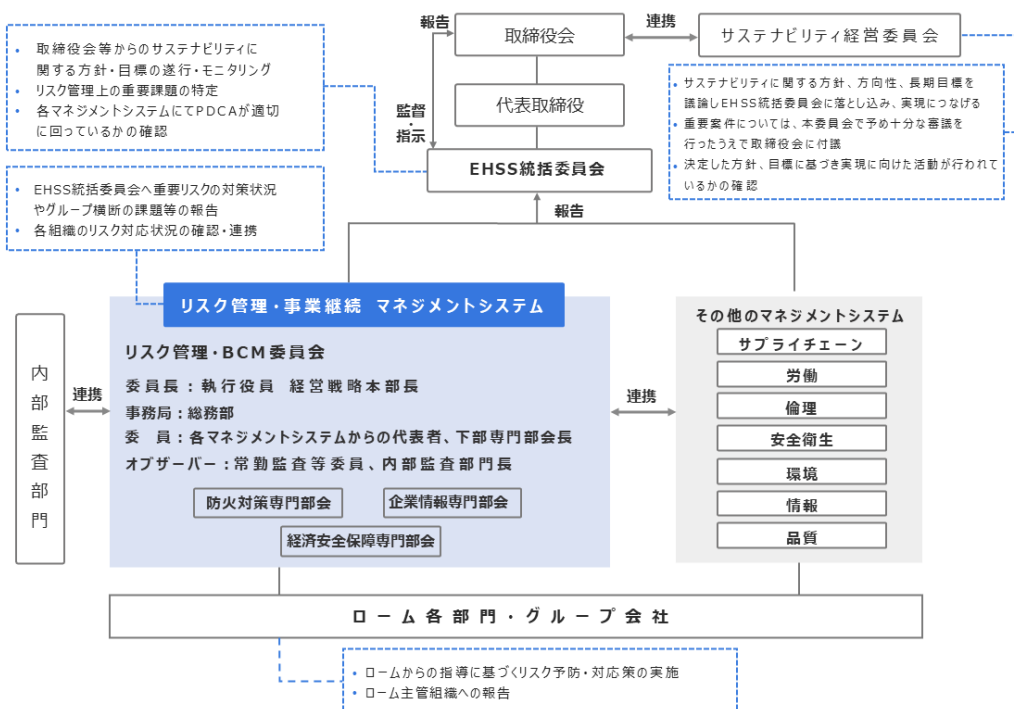 報告
取締役会
連携
サステナビリティ経営委員会
• 取締役会等からのサステナビリティに
関する方針・目標の遂行・モニタリング
• リスク管理上の重要課題の特定
• 各マネジメントシステムにてPDCAが適切
に回っているかの確認
代表取締役
監督
・
指示
• サステナビリティに関する方針、方向性、長期目標を
議論しEHSS統括委員会に落とし込み、実現につなげる
• 重要案件については、本委員会で予め十分な審議を
行ったうえで取締役会に付議
• 決定した方針、目標に基づき実現に向けた活動が行われて
いるかの確認
EHSS統括委員会
• EHSS統括委員会へ重要リスクの対策状況
やグループ横断の課題等の報告
• 各組織のリスク対応状況の確認・連携
報告
リスク管理・事業継続 マネジメントシステム
リスク管理・BCM委員会
委員長：執行役員 経営戦略本部長
事務局：総務部
委 員：各マネジメントシステムからの代表者、下部専門部会長
オブザーバー：常勤監査等委員、内部監査部門長
防火対策専門部会
企業情報専門部会
経済安全保障専門部会
内部監査部門
連携
連携
その他のマネジメントシステム
サプライチェーン
労働
倫理
安全衛生
環境
情報
品質
ローム各部門・グループ会社
• ロームからの指導に基づくリスク予防・対応策の実施
• ローム主管組織への報告